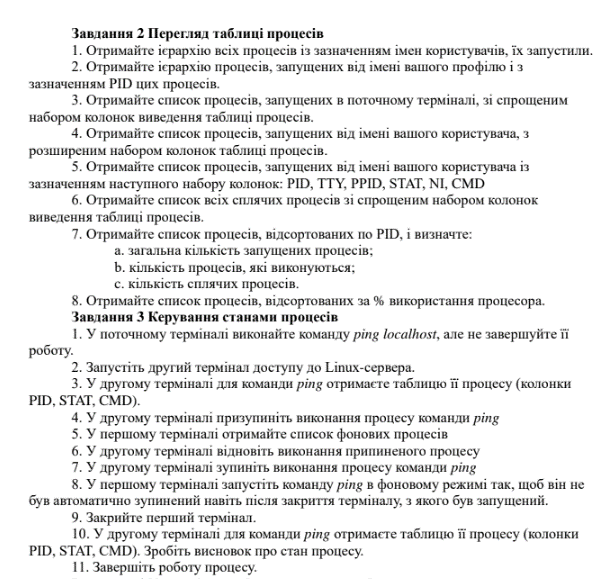 Завдання 2 Перегляд таблиці процесів
1. Отримайте ієрархію всіх процесів із зазначенням імен користувачів, їх запустили.
2. Отримайте ієрархію процесів, запущених від імені вашого профілю і з
зазначенням PID цих процесів.
3. Отримайте список процесів, запущених в поточному терміналі, зі спрощеним
набором колонок виведення таблиці процесів.
4. Отримайте список процесів, запущених від імені вашого користувача, з
розширеним набором колонок таблиці процесів.
5. Отримайте список процесів, запущених від імені вашого користувача із
зазначенням наступного набору колонок: PID, TTY, PPID, STAT, NI, CMD
6. Отримайте список всіх сплячих процесів зі спрощеним набором колонок
виведення таблиці процесів.
7. Отримайте список процесів, відсортованих по PID, і визначте:
a. загальна кількість запущених процесів;
b. кількість процесів, які виконуються;
c. кількість сплячих процесів.
8. Отримайте список процесів, відсортованих за % використання процесора.
Завдання 3 Керування станами процесів
1. У поточному терміналі виконайте команду ping localhost, але не завершуйте її
роботу.
2. Запустіть другий термінал доступу до Linux-сервера.
3. У другому терміналі для команди ping отримаєте таблицю її процесу (колонки
PID, STAT, CMD).
4. У другому терміналі призупиніть виконання процесу команди ping
5. У першому терміналі отримайте список фонових процесів
6. У другому терміналі відновіть виконання припиненого процесу
7. У другому терміналі зупиніть виконання процесу команди ping
8. У першому терміналі запустіть команду ping в фоновому режимі так, щоб він не
був автоматично зупинений навіть після закриття терміналу, з якого був запущений.
9. Закрийте перший термінал.
10. У другому терміналі для команди ping отримаєте таблицю її процесу (колонки
PID, STAT, CMD). Зробіть висновок про стан процесу.
11. Завершіть роботу процесу.